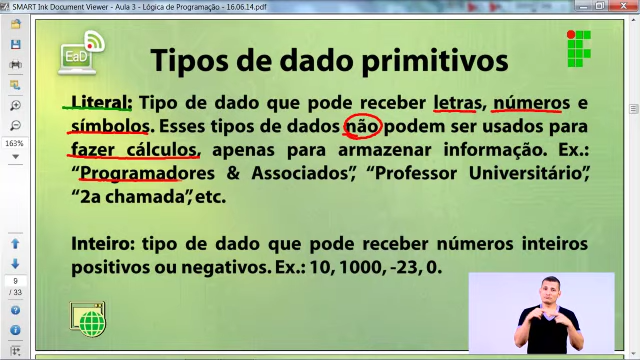 SMART Ink Document Viewer - Aula 3 - Lógica de Programação - 16.06.14.pdf
EaD
Tipos de dado primitivos
Literal: Tipo de dado que pode receber letras, números e
símbolos. Esses tipos de dados não podem ser usados para
fazer cálculos, apenas para armazenar informação. Ex.:
“Programadores & Associados”, “Professor Universitário”,
“2a chamada”, etc.
Inteiro: tipo de dado que pode receber números inteiros
positivos ou negativos. Ex.: 10, 1000, -23, 0.
163%
9
/ 33